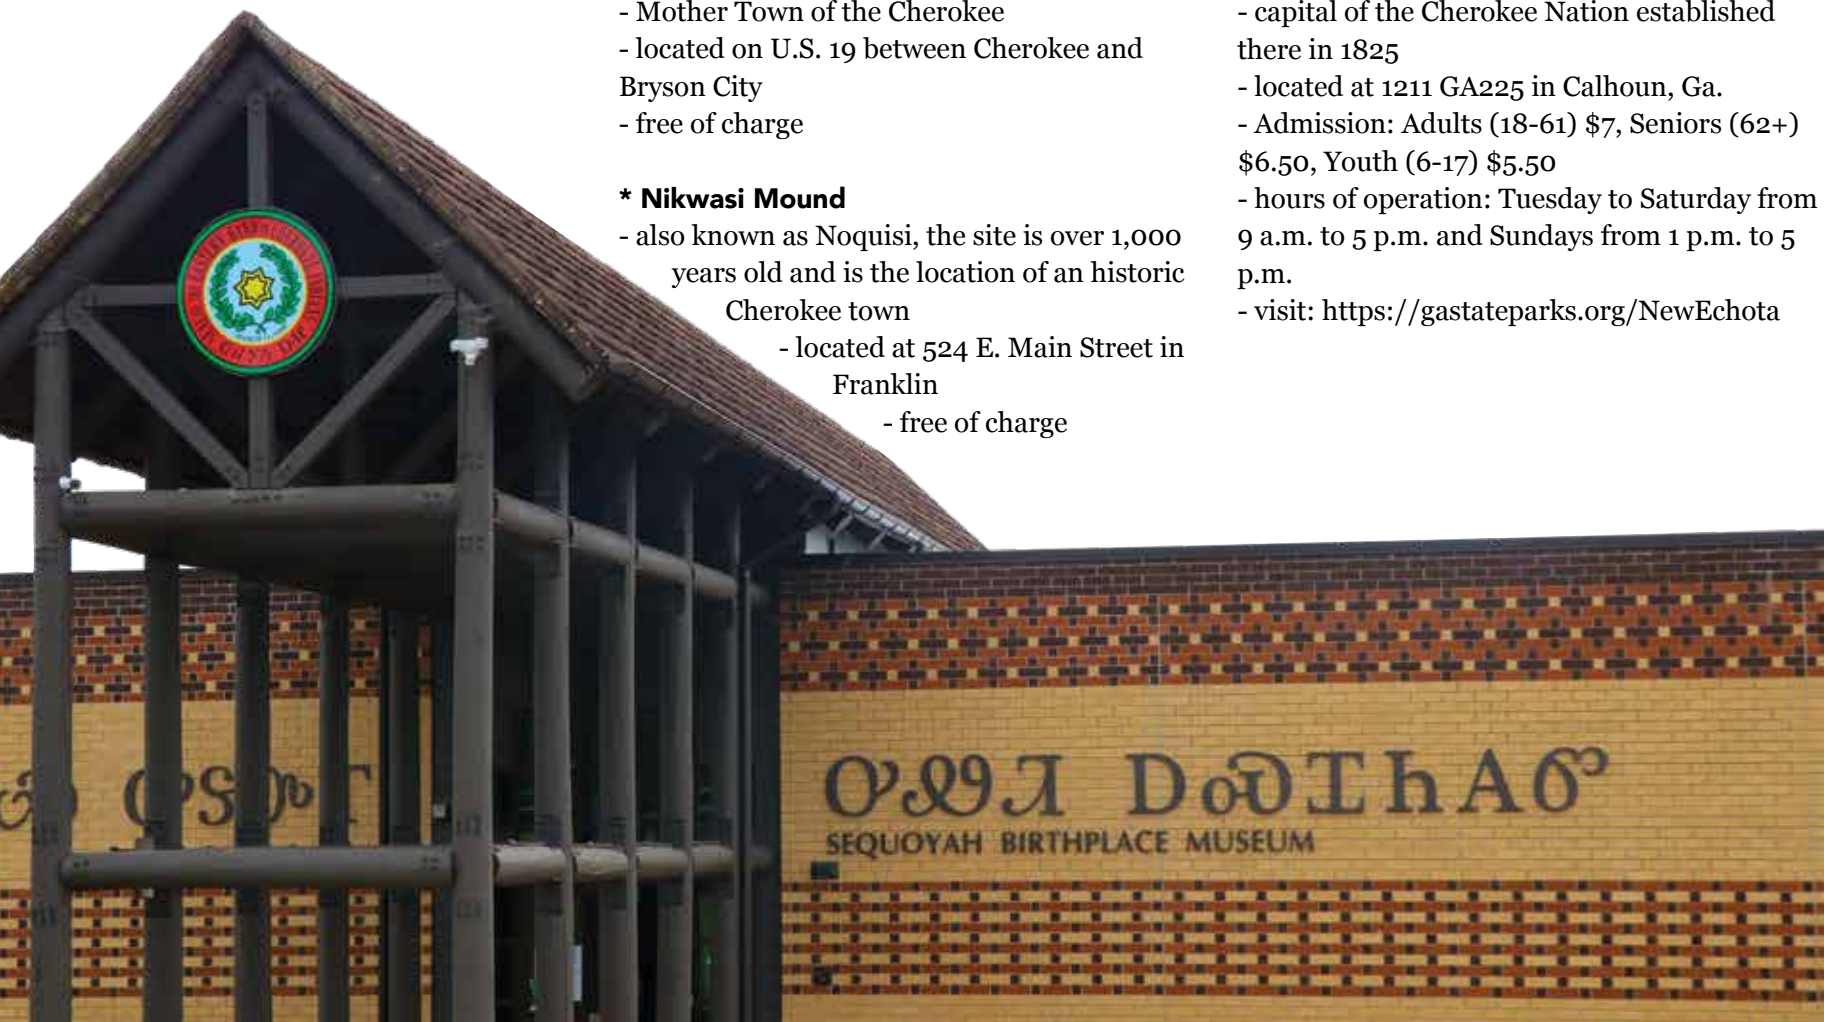 - Mother Town of the Cherokee
- located on U.S. 19 between Cherokee and
Bryson City
- free of charge
* Nikwasi Mound
- also known as Noquisi, the site is over 1,000
years old and is the location of an historic
Cherokee town
- located at 524 E. Main Street in
Franklin
- free of charge
- capital of the Cherokee Nation established
there in 1825
- located at 1211 GA225 in Calhoun, Ga.
- Admission: Adults (18-61) $7, Seniors (62+)
$6.50, Youth (6-17) $5.50
- hours of operation: Tuesday to Saturday from
9 a.m. to 5 p.m. and Sundays from 1 p.m. to 5
p.m.
- visit: https://gastateparks.org/NewEchota
ᎤᏪᏗ ᎠᏍᏆᏂᎪᏛ
SEQUOYAH BIRTHPLACE MUSEUM